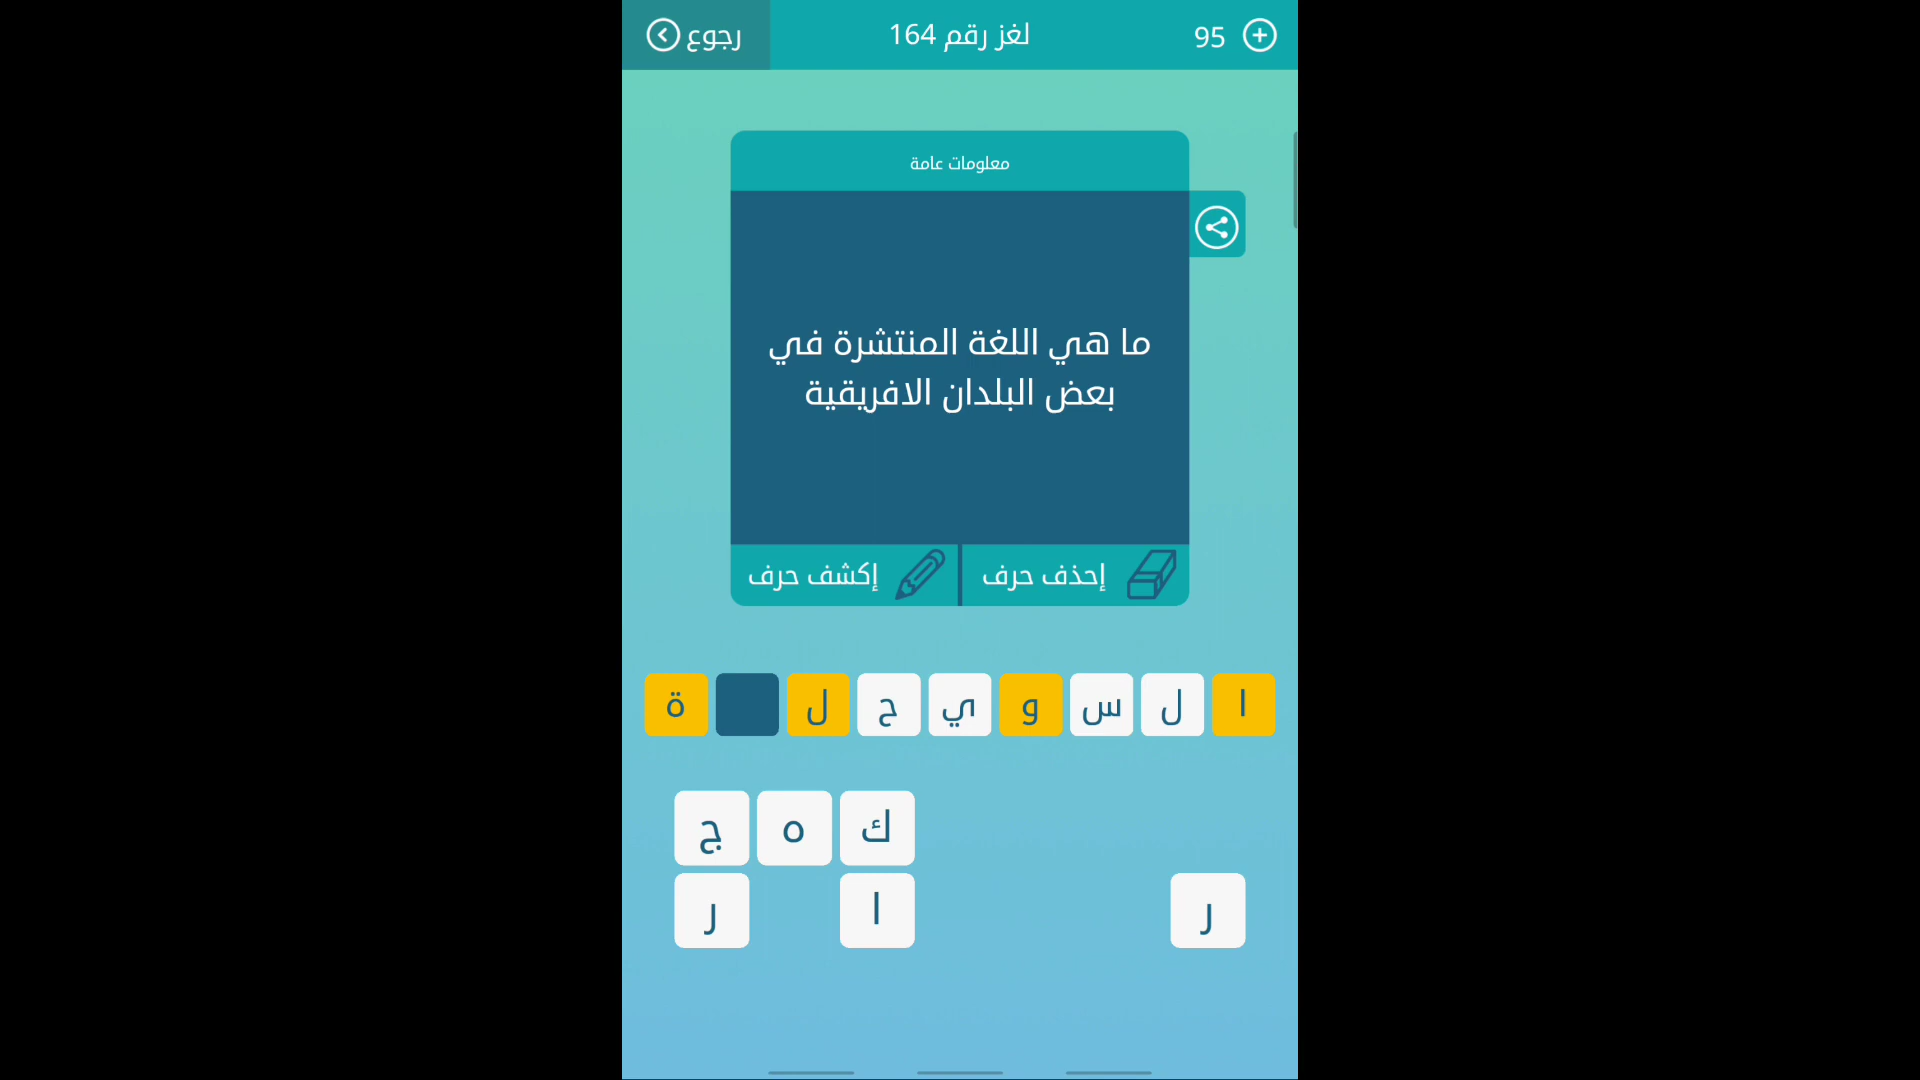 رجوع
لغز رقم 164
95
معلومات عامة
ما هي اللغة المنتشرة في
بعض البلدان الافريقية
إحذف حرف
إكشف حرف
ا ل س و ي ح ل ة
ك ه ج
ر ا ر